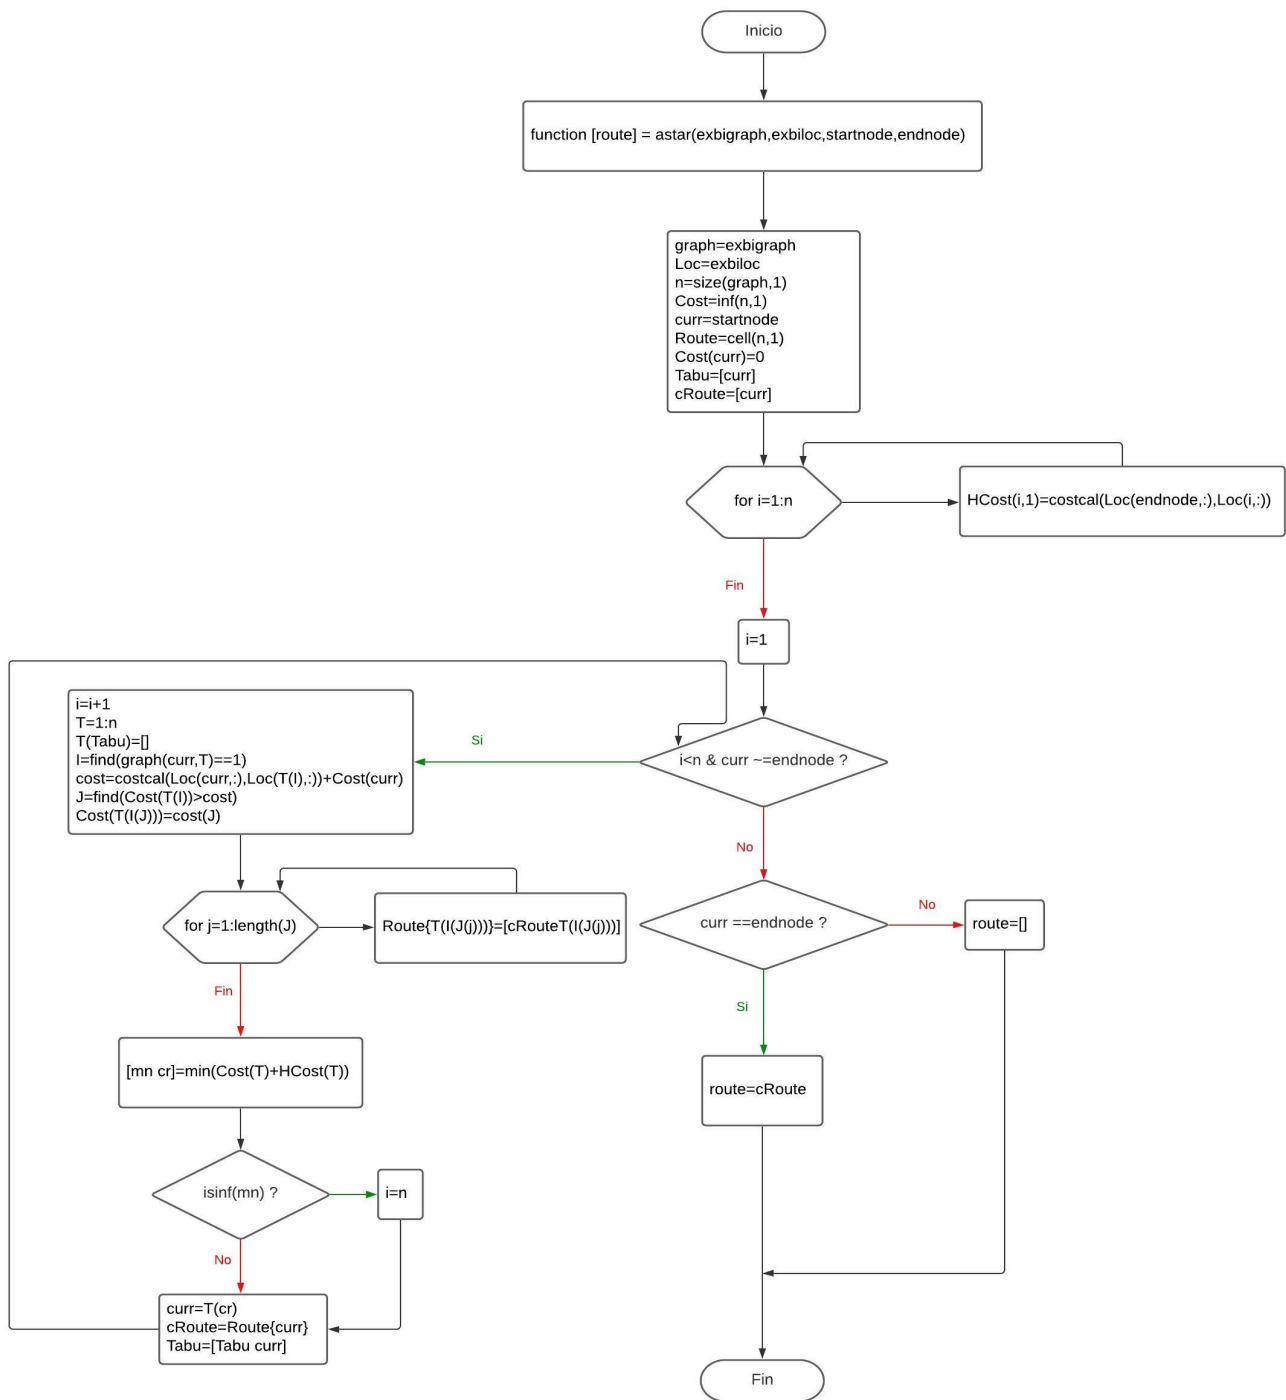 Inicio
function [route] = astar(exbigraph,exbiloc,startnode,endnode)
graph=exbigraph
Loc=exbiloc
n=size(graph,1)
Cost=inf(n,1)
curr=startnode
Route=cell(n,1)
Cost(curr)=0
Tabu=[curr]
cRoute=[curr]
for i=1:n
HCost(i,1)=costcal(Loc(endnode,:),Loc(i,:))
Fin
i=1
i<n & curr ~=endnode ?
Si
i=i+1
T=1:n
T(Tabu)=[]
I=find(graph(curr,T)==1)
cost=costcal(Loc(curr,:),Loc(T(I),:))+Cost(curr)
J=find(Cost(T(I))>cost)
Cost(T(I(J)))=cost(J)
for j=1:length(J)
Route{T(I(J(j)))}=[cRouteT(I(J(j)))]
Fin
[mn cr]=min(Cost(T)+HCost(T))
isinf(mn) ?
i=n
No
curr=T(cr)
cRoute=Route{curr}
Tabu=[Tabu curr]
No
curr ==endnode ?
No
route=[]
Si
route=cRoute
Fin